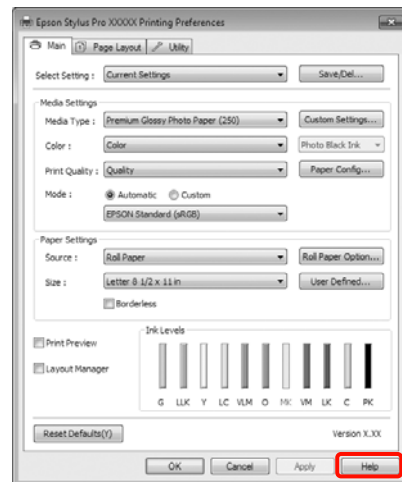 Epson Stylus Pro XXXXX Printing Preferences
Main Page Layout Utility
Select Setting : Current Settings Save/Del...
Media Settings
Media Type : Premium Glossy Photo Paper (250) Custom Settings...
Color : Color Photo Black Ink
Print Quality : Quality Paper Config...
Mode : Automatic Custom
EPSON Standard (sRGB)
Paper Settings
Source : Roll Paper Roll Paper Option...
Size : Letter 8 1/2 x 11 in User Defined...
Borderless
Ink Levels
Print Preview
Layout Manager
G LLK Y LC VLM O MK VM LK C PK
Reset Defaults(Y) Version X.XX
OK Cancel Apply Help